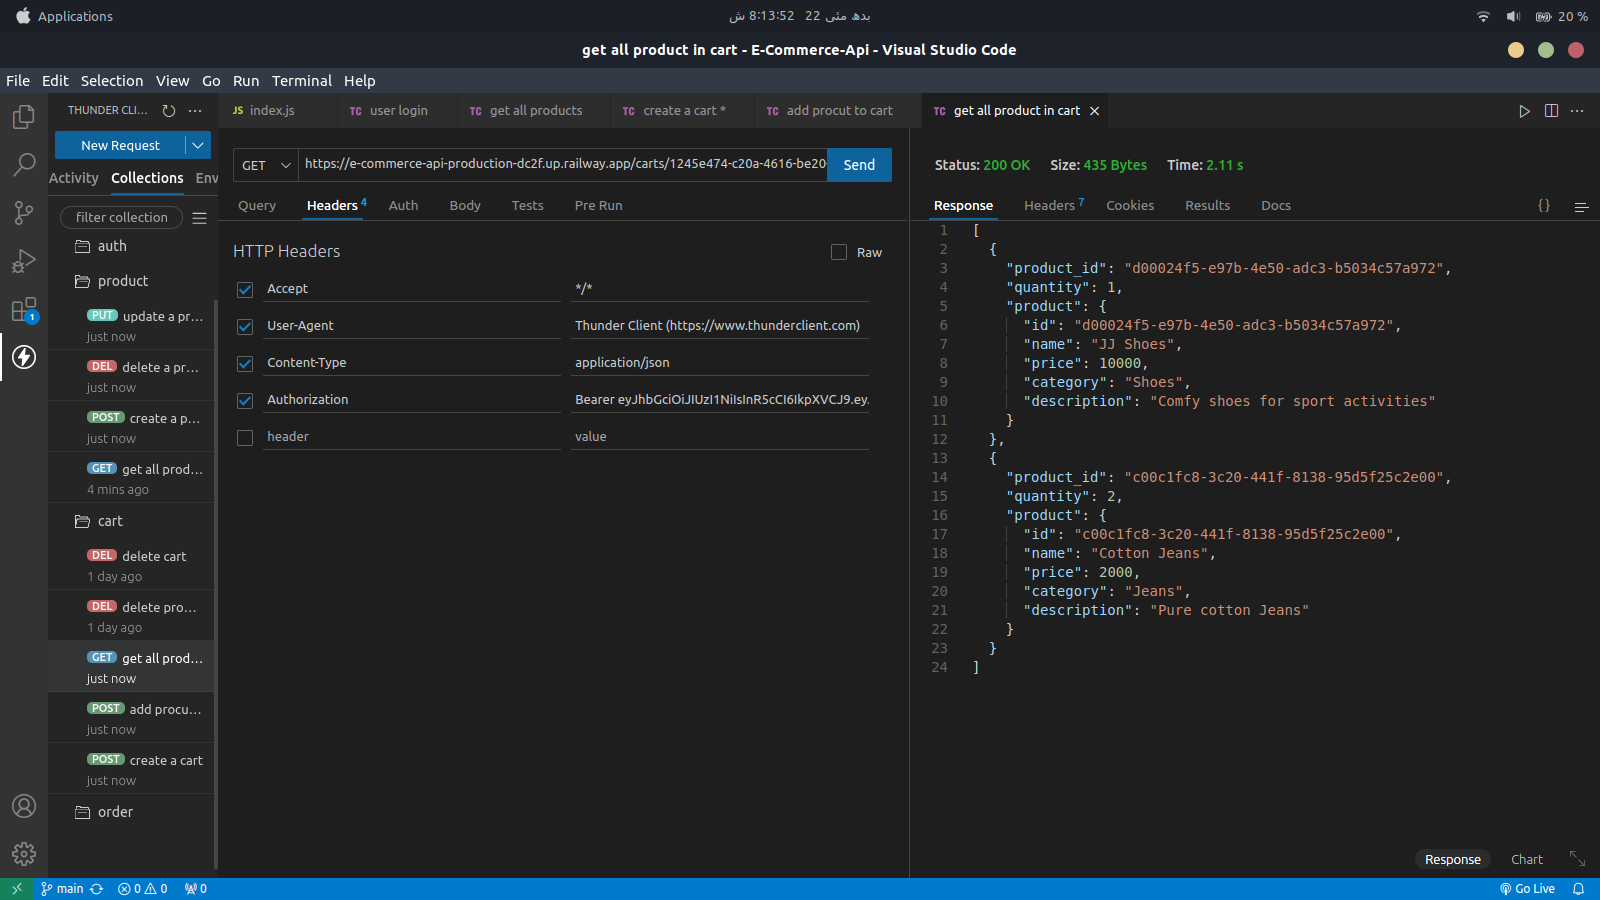 Applications
بدھ مئی 22  8:13:52 ش
20 %
get all product in cart - E-Commerce-Api - Visual Studio Code
File Edit Selection View Go Run Terminal Help
THUNDER CLI...
New Request
Activity Collections Env
filter collection
auth
product
PUT update a pr...
just now
DEL delete a pr...
just now
POST create a p...
just now
GET get all prod...
4 mins ago
cart
DEL delete cart
1 day ago
DEL delete pro...
1 day ago
GET get all prod...
just now
POST add procu...
just now
POST create a cart
just now
order
JS index.js
TC user login
TC get all products
TC create a cart *
TC add procut to cart
TC get all product in cart
GET https://e-commerce-api-production-dc2f.up.railway.app/carts/1245e474-c20a-4616-be20- Send
Query Headers 4 Auth Body Tests Pre Run
HTTP Headers Raw
Accept */*
User-Agent Thunder Client (https://www.thunderclient.com)
Content-Type application/json
Authorization Bearer eyJhbGciOiJIUzI1NiIsInR5cCI6IkpXVCJ9.ey.
header value
Status: 200 OK Size: 435 Bytes Time: 2.11 s
Response Headers 7 Cookies Results Docs {}
1 [
2 {
3 "product_id": "d00024f5-e97b-4e50-adc3-b5034c57a972",
4 "quantity": 1,
5 "product": {
6 "id": "d00024f5-e97b-4e50-adc3-b5034c57a972",
7 "name": "JJ Shoes",
8 "price": 10000,
9 "category": "Shoes",
10 "description": "Comfy shoes for sport activities"
11 }
12 },
13 {
14 "product_id": "c00c1fc8-3c20-441f-8138-95d5f25c2e00",
15 "quantity": 2,
16 "product": {
17 "id": "c00c1fc8-3c20-441f-8138-95d5f25c2e00",
18 "name": "Cotton Jeans",
19 "price": 2000,
20 "category": "Jeans",
21 "description": "Pure cotton Jeans"
22 }
23 }
24 ]
Response Chart
1
main 0 0 0
Go Live